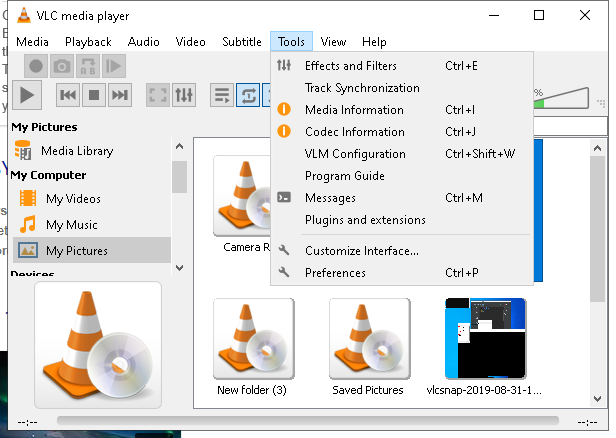 VLC media player
Media Playback Audio Video Subtitle Tools View Help
Effects and Filters Ctrl+E
Track Synchronization
Media Information Ctrl+I
Codec Information Ctrl+J
VLM Configuration Ctrl+Shift+W
Program Guide
Messages Ctrl+M
Plugins and extensions
Customize Interface...
Preferences Ctrl+P
%
My Pictures
Media Library
My Computer
My Videos
My Music
My Pictures
Devices
Camera R
New folder (3)
Saved Pictures
vlcsnap-2019-08-31-1...
--:-- --:--